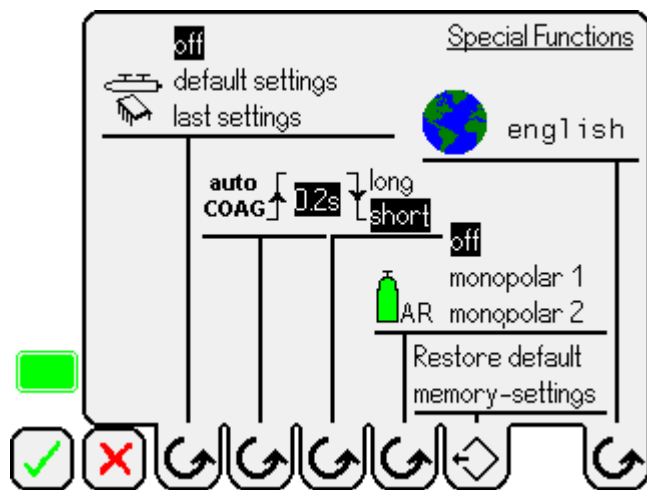 Special Functions
off
default settings
last settings
english
auto
COAG
0.2s
long
short
off
monopolar 1
AR monopolar 2
Restore default
memory-settings